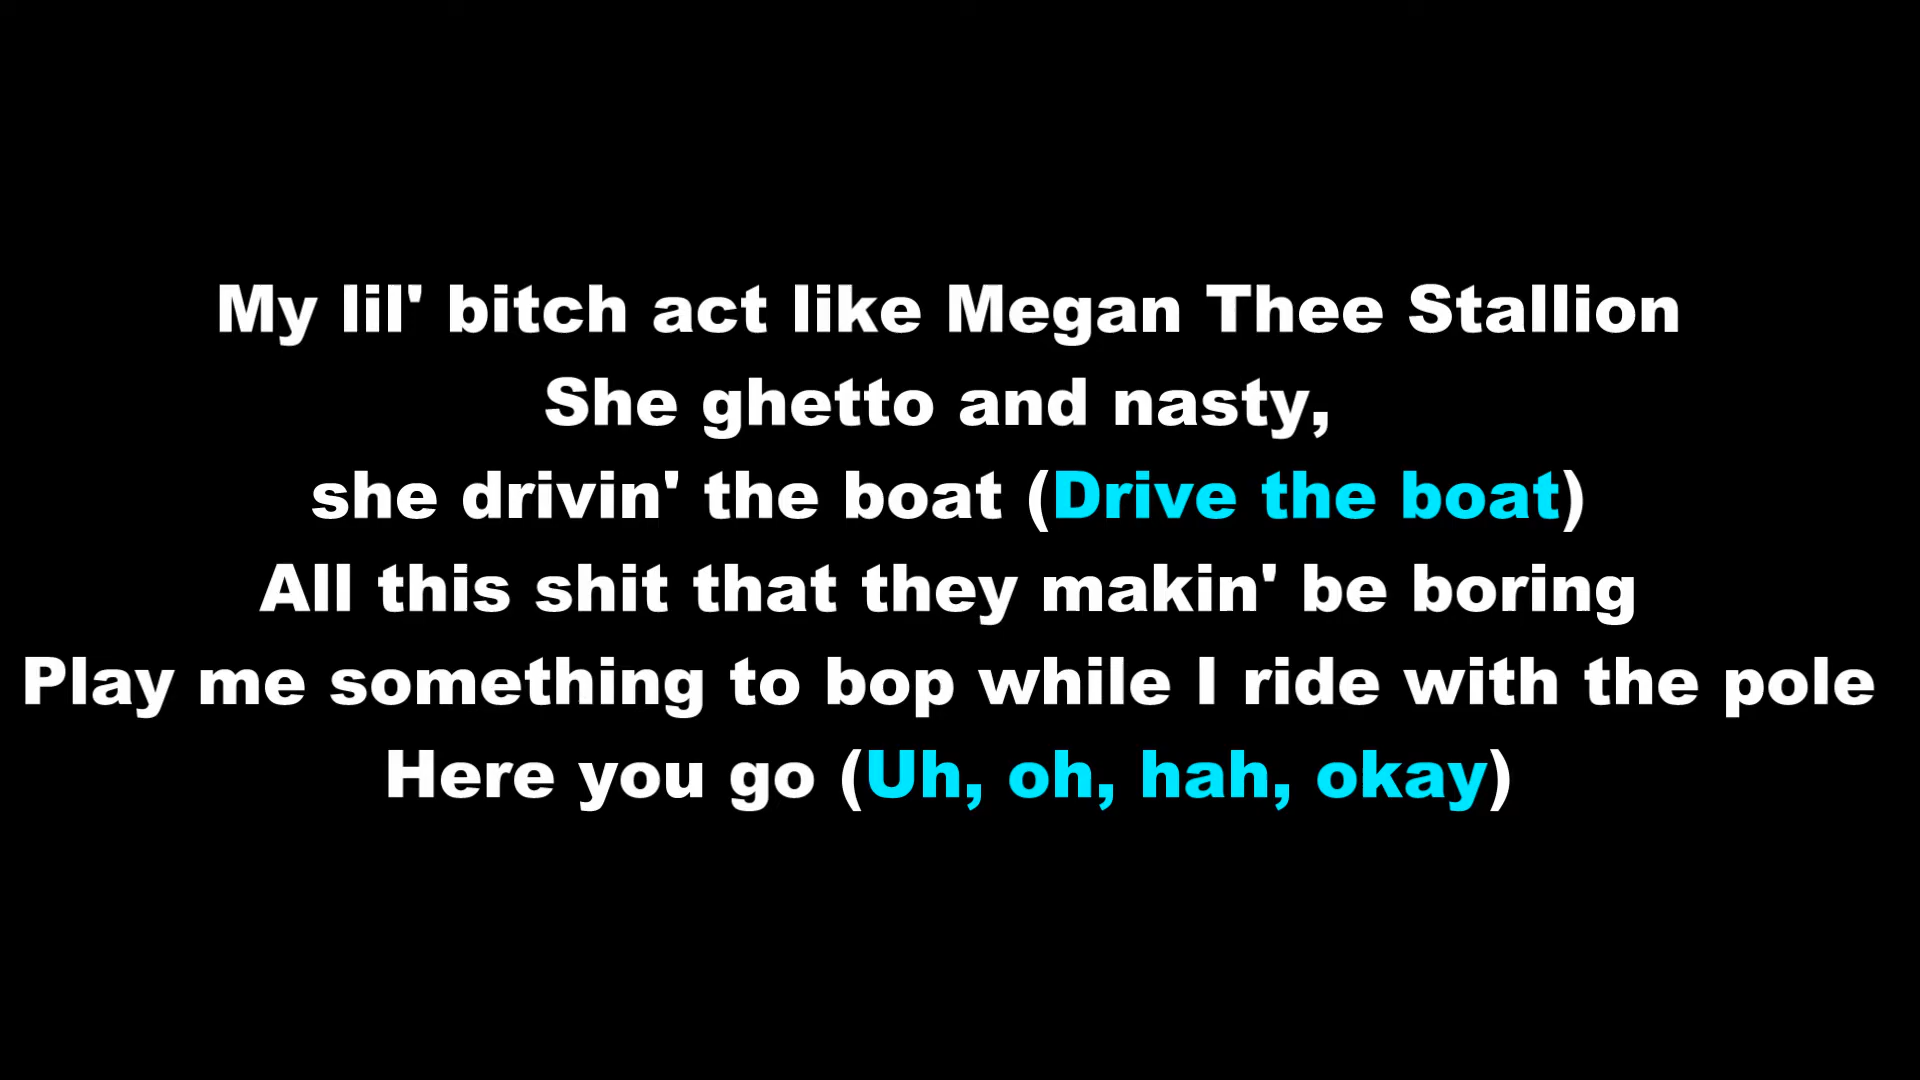 My lil' bitch act like Megan Thee Stallion
She ghetto and nasty,
she drivin' the boat (Drive the boat)
All this shit that they makin' be boring
Play me something to bop while I ride with the pole
Here you go (Uh, oh, hah, okay)